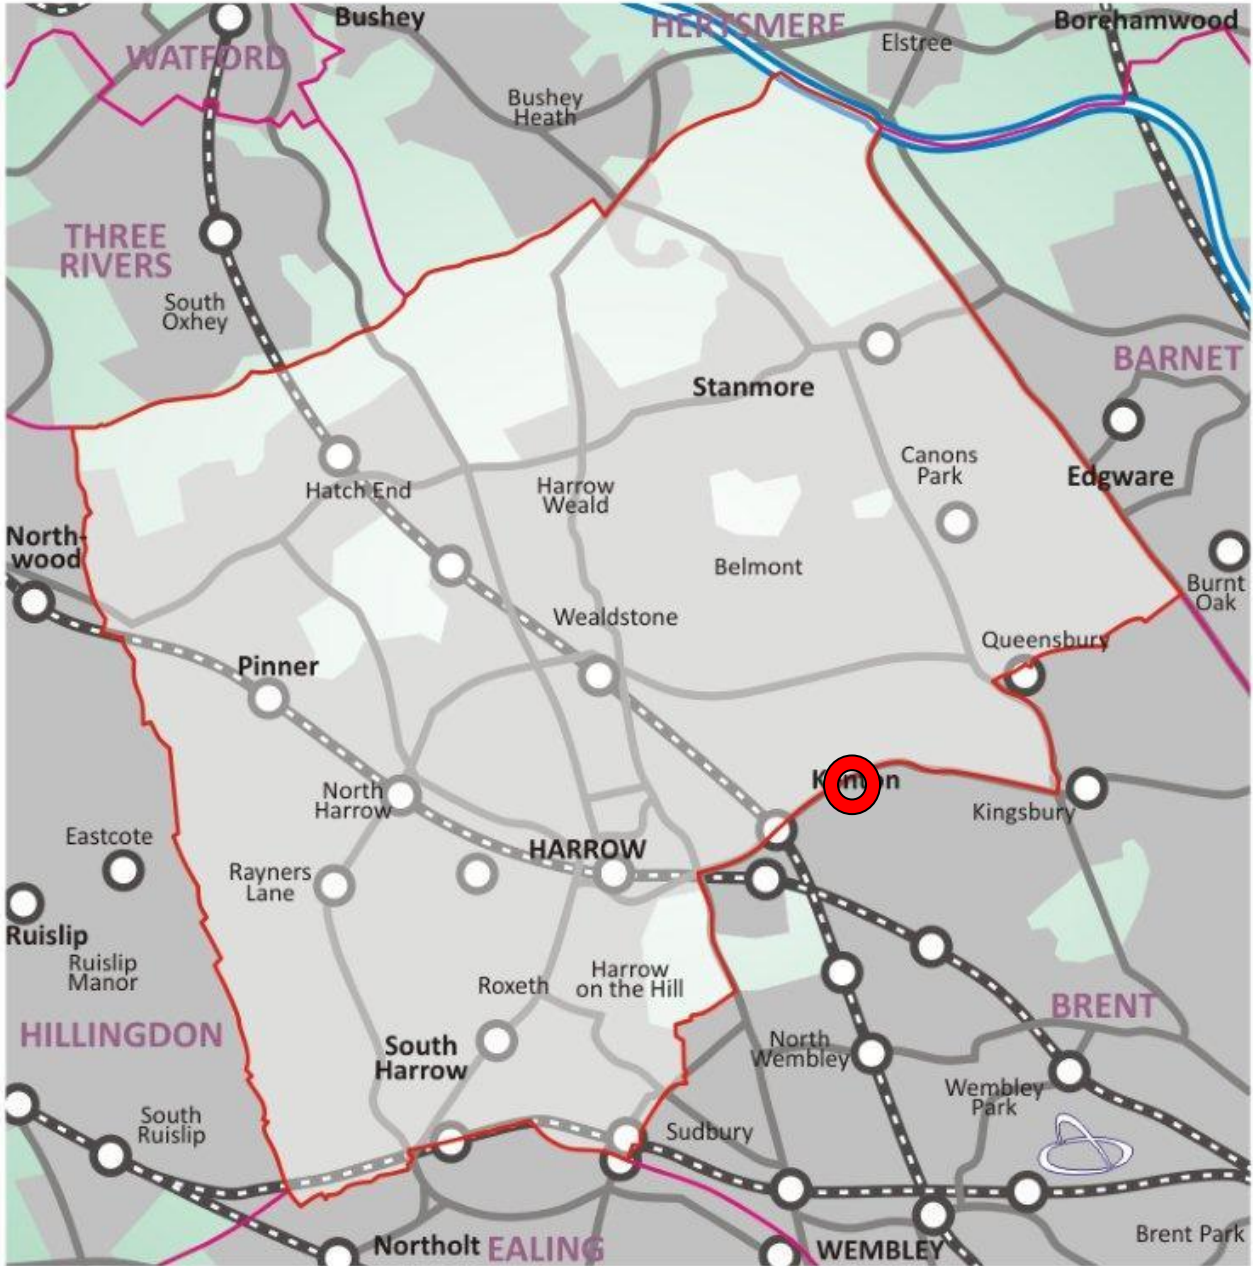 Bushey
HERTSMERE
Borehamwood
WATFORD
Elstree
Bushey
Heath
THREE
RIVERS
South
Oxhey
BARNET
Stanmore
Canons
Park
Edgware
Hatch End
Harrow
Weald
North-
wood
Belmont
Burnt
Oak
Wealdstone
Queensbury
Pinner
Kenton
North
Harrow
Kingsbury
Eastcote
HARROW
Rayners
Lane
Ruislip
Ruislip
Manor
Roxeth
Harrow
on the Hill
BRENT
HILLINGDON
South
Harrow
North
Wembley
Wembley
Park
South
Ruislip
Sudbury
Brent Park
Northolt
EALING
WEMBLEY